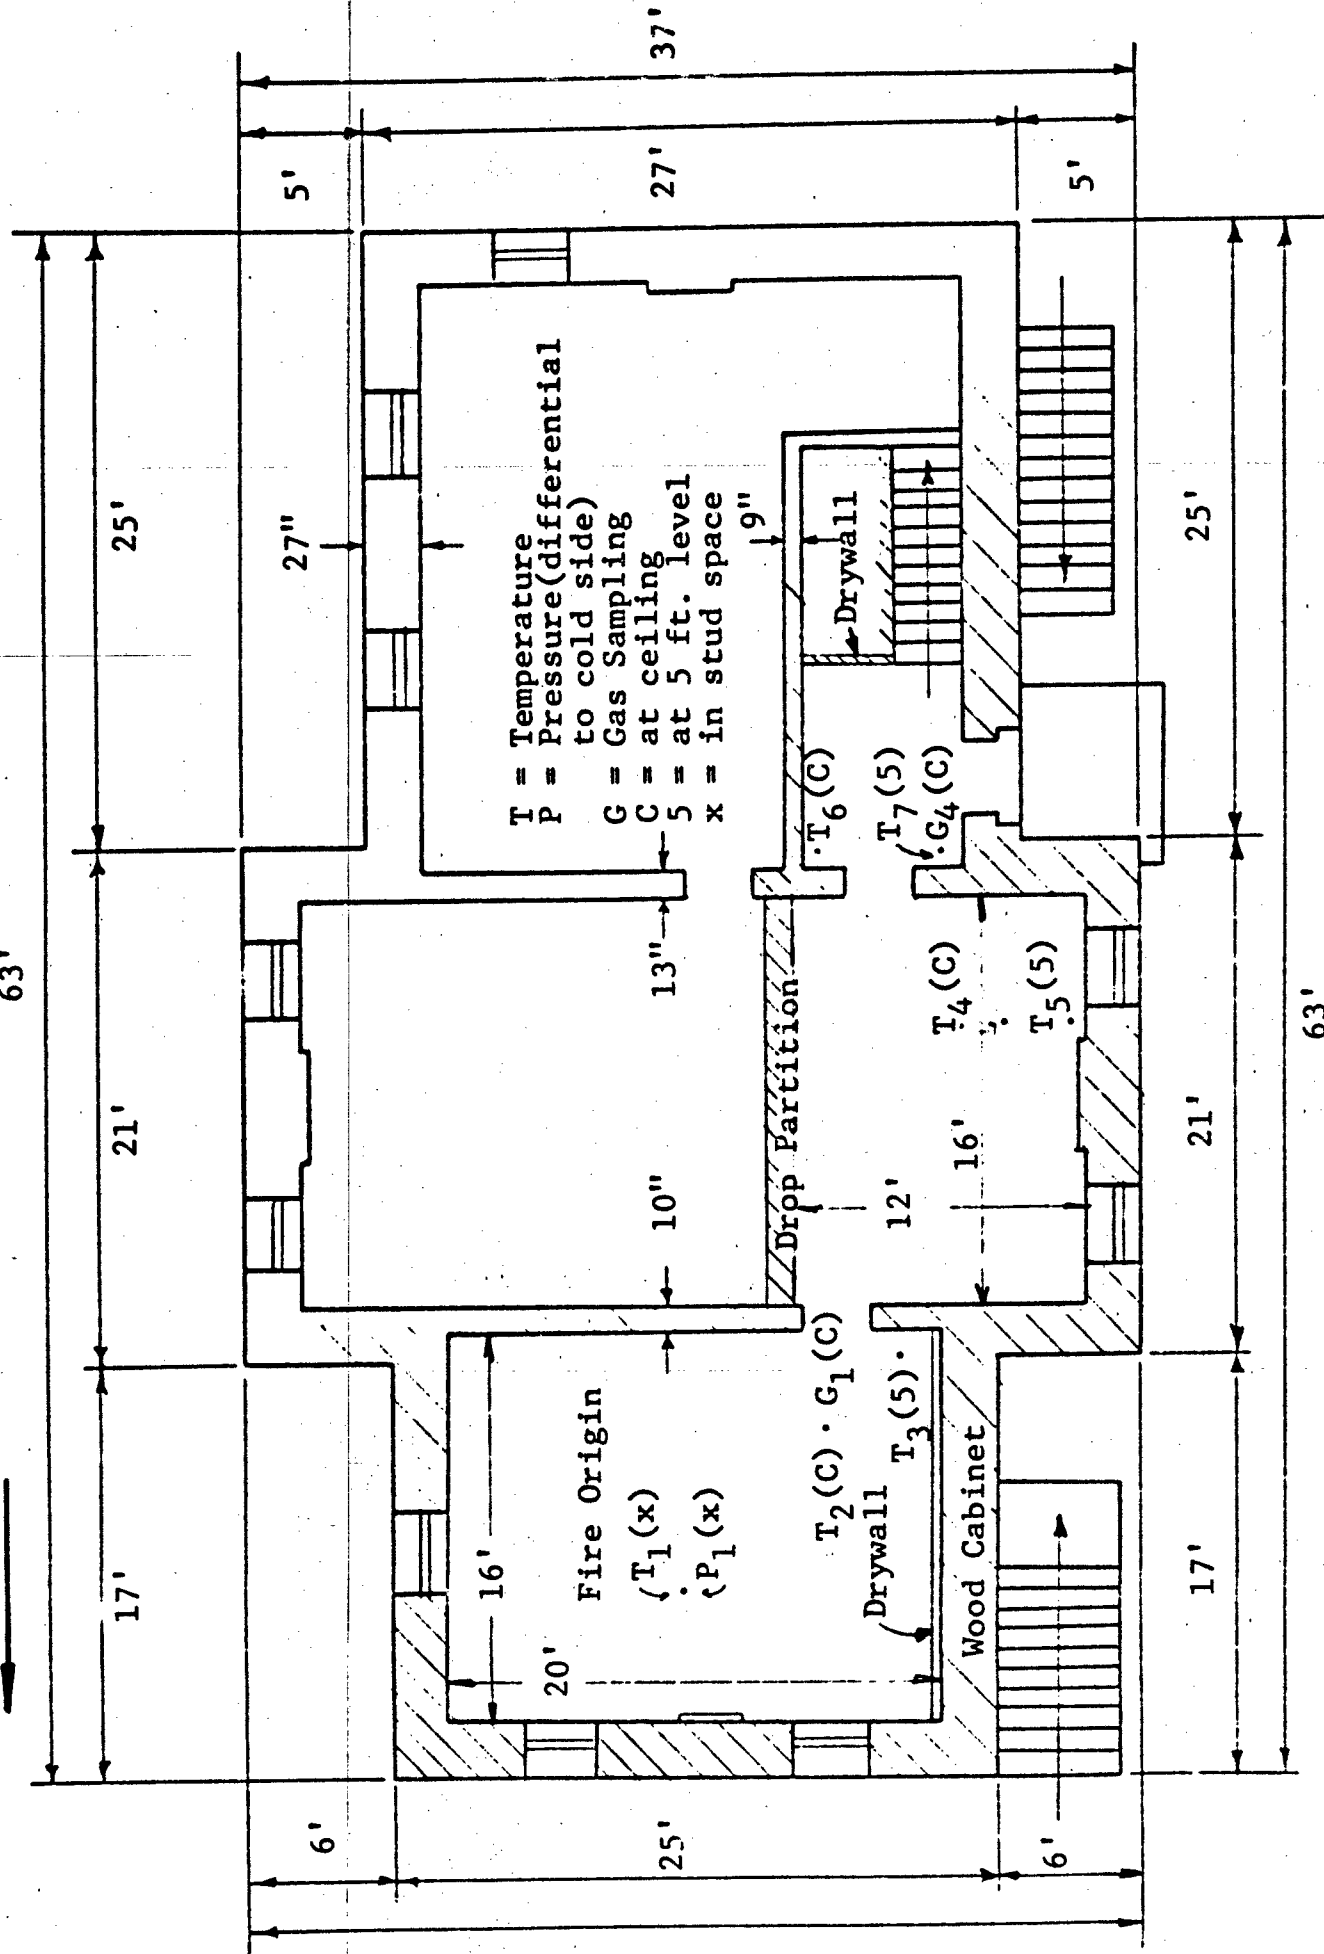 63'
25'
21'
17'
37'
5'
27'
5'
27"
T = Temperature
P = Pressure(differential
to cold side)
G = Gas Sampling
C = at ceiling
5 = at 5 ft. level
x = in stud space
9"
Drywall
13"
10"
T6(C)
T7(5)
G4(C)
Drop Partition
T4(C)
T5(5)
16'
12'
Fire Origin
T1(x)
P1(x)
16'
20'
T2(C)
G1(C)
T3(5)
Drywall
Wood Cabinet
6'
25'
6'
25'
21'
17'
63'